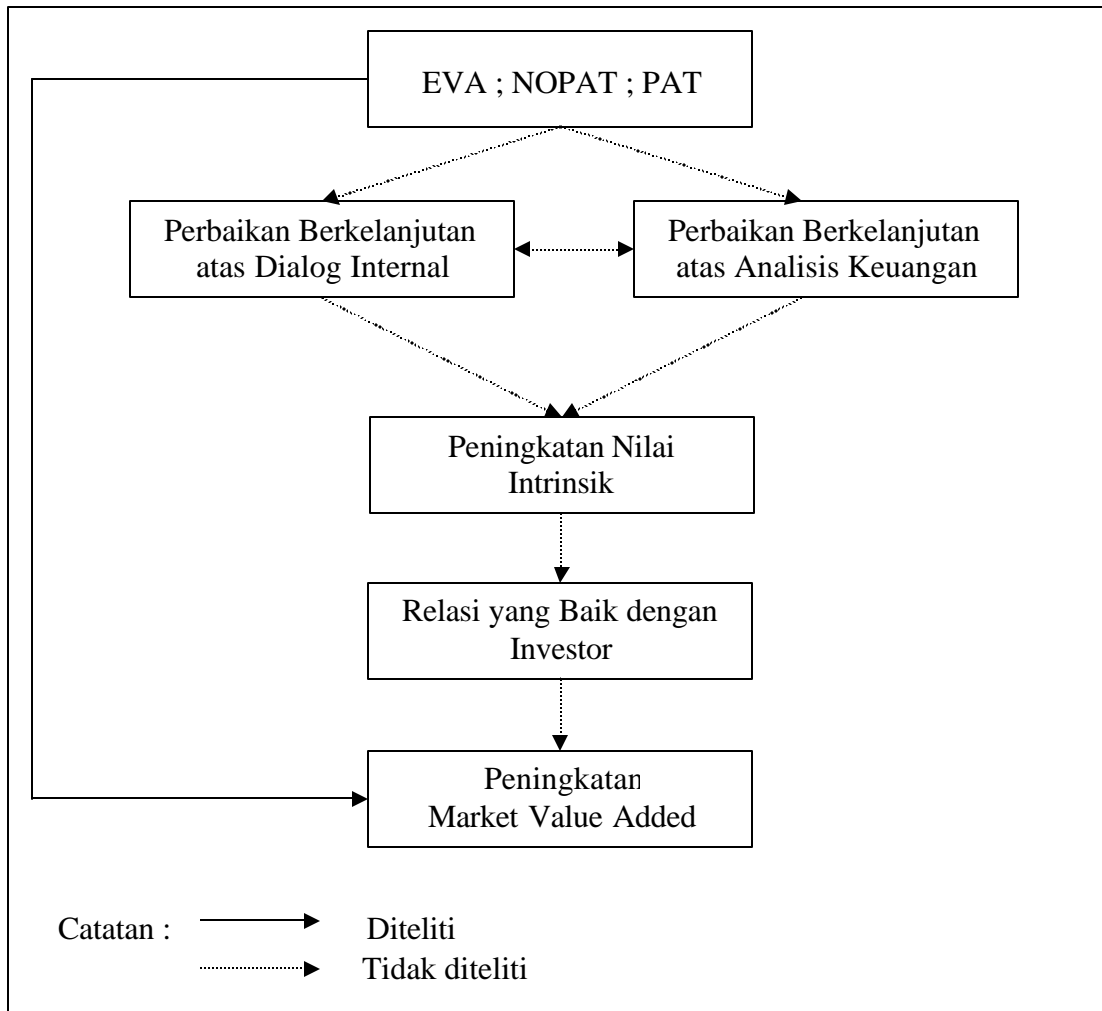 EVA ; NOPAT ; PAT
Perbaikan Berkelanjutan
atas Dialog Internal
Perbaikan Berkelanjutan
atas Analisis Keuangan
Peningkatan Nilai
Intrinsik
Relasi yang Baik dengan
Investor
Peningkatan
Market Value Added
Catatan :
Diteliti
Tidak diteliti